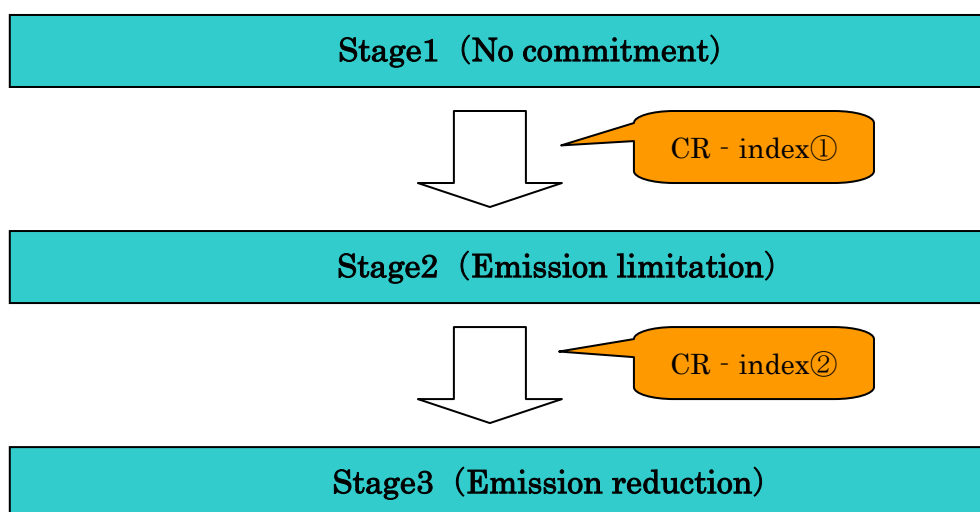 Stage1（No commitment）
CR‐index①
Stage2（Emission limitation）
CR‐index②
Stage3（Emission reduction）